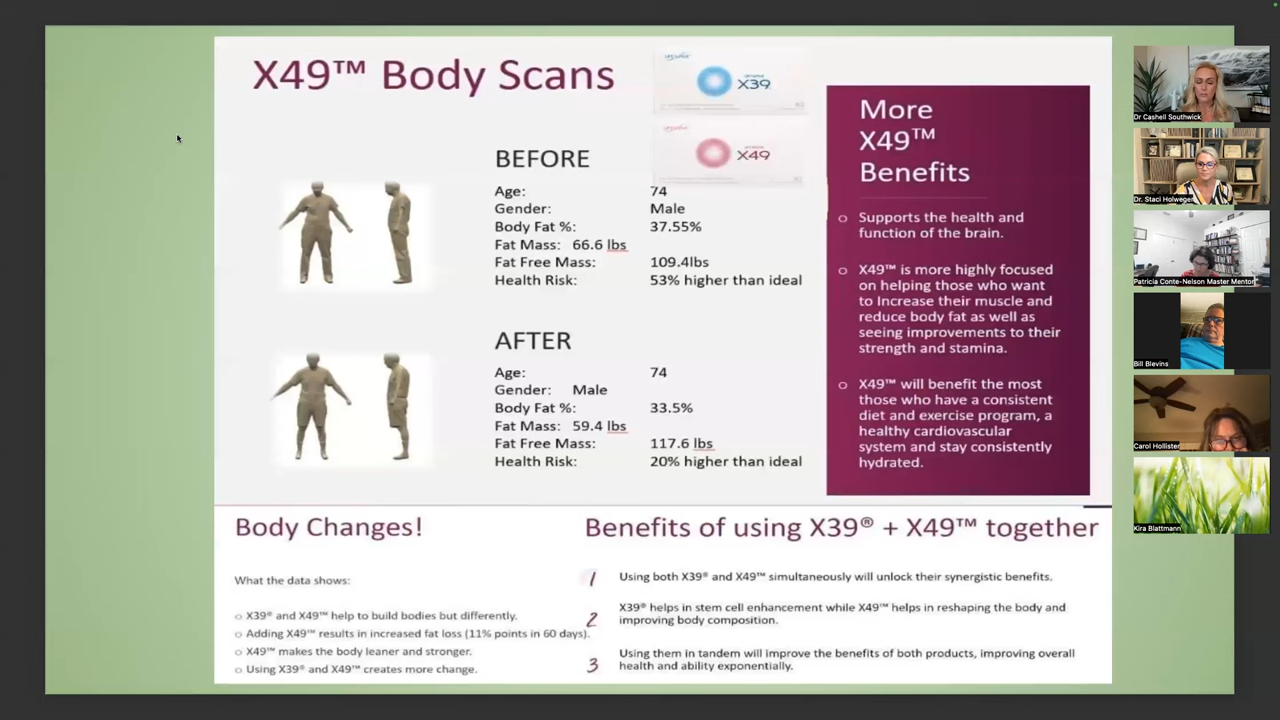 X49™ Body Scans
X39
X49
BEFORE
Age: 74
Gender: Male
Body Fat %: 37.55%
Fat Mass: 66.6 lbs
Fat Free Mass: 109.4lbs
Health Risk: 53% higher than ideal
AFTER
Age: 74
Gender: Male
Body Fat %: 33.5%
Fat Mass: 59.4 lbs
Fat Free Mass: 117.6 lbs
Health Risk: 20% higher than ideal
More
X49™
Benefits
Supports the health and
function of the brain.
X49™ is more highly focused
on helping those who want
to Increase their muscle and
reduce body fat as well as
seeing improvements to their
strength and stamina.
X49™ will benefit the most
those who have a consistent
diet and exercise program, a
healthy cardiovascular
system and stay consistently
hydrated.
Body Changes!
What the data shows:
X39® and X49™ help to build bodies but differently.
Adding X49™ results in increased fat loss (11% points in 60 days).
X49™ makes the body leaner and stronger.
Using X39® and X49™ creates more change.
Benefits of using X39® + X49™ together
1 Using both X39® and X49™ simultaneously will unlock their synergistic benefits.
2 X39® helps in stem cell enhancement while X49™ helps in reshaping the body and
improving body composition.
3 Using them in tandem will improve the benefits of both products, improving overall
health and ability exponentially.
Dr Cashell Southwick
Dr. Staci Holweger
Patricia Conte-Nelson Master Mentor
Bill Blevins
Carol Hollister
Kira Blattmann